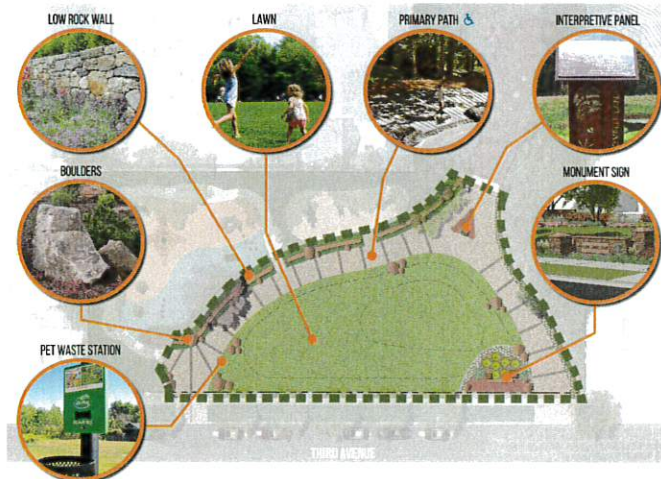 LOW ROCK WALL
LAWN
PRIMARY PATH
INTERPRETIVE PANEL
BOULDERS
MONUMENT SIGN
PET WASTE STATION
THIRD AVENUE